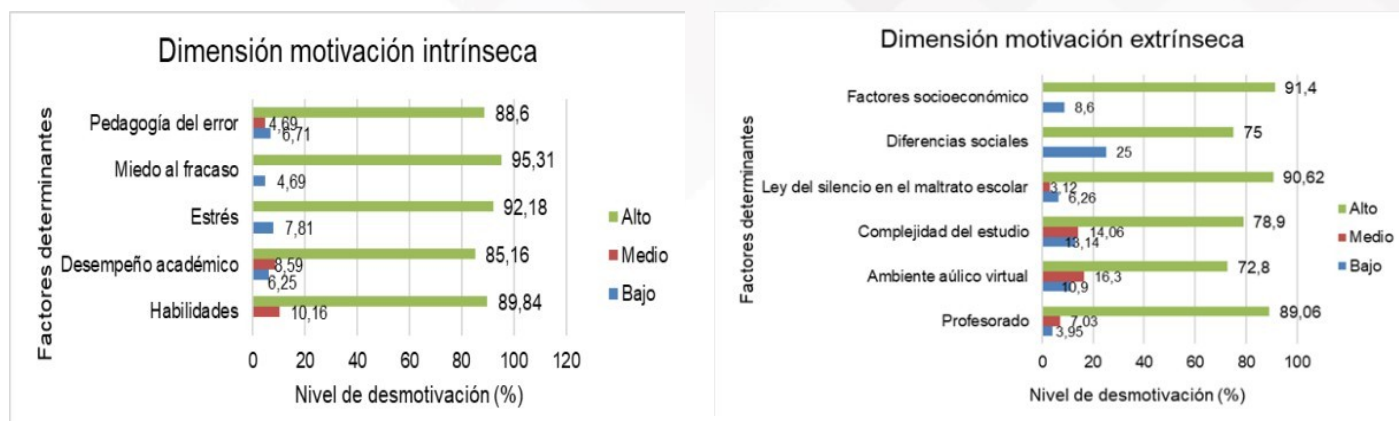 Dimensión motivación intrínseca
Factores determinantes
Pedagogía del error
88,6
4,69
6,71
Miedo al fracaso
95,31
4,69
Estrés
92,18
7,81
Desempeño académico
85,16
8,59
6,25
Habilidades
89,84
10,16
0 20 40 60 80 100 120
Nivel de desmotivación (%)
Alto
Medio
Bajo
Dimensión motivación extrínseca
Factores determinantes
Factores socioeconómico
91,4
8,6
Diferencias sociales
75
25
Ley del silencio en el maltrato escolar
90,62
3,12
6,26
Complejidad del estudio
78,9
14,06
13,14
Ambiente aúlico virtual
72,8
16,3
10,9
Profesorado
89,06
7,03
3,95
0 20 40 60 80 100
Nivel de desmotivación (%)
Alto
Medio
Bajo